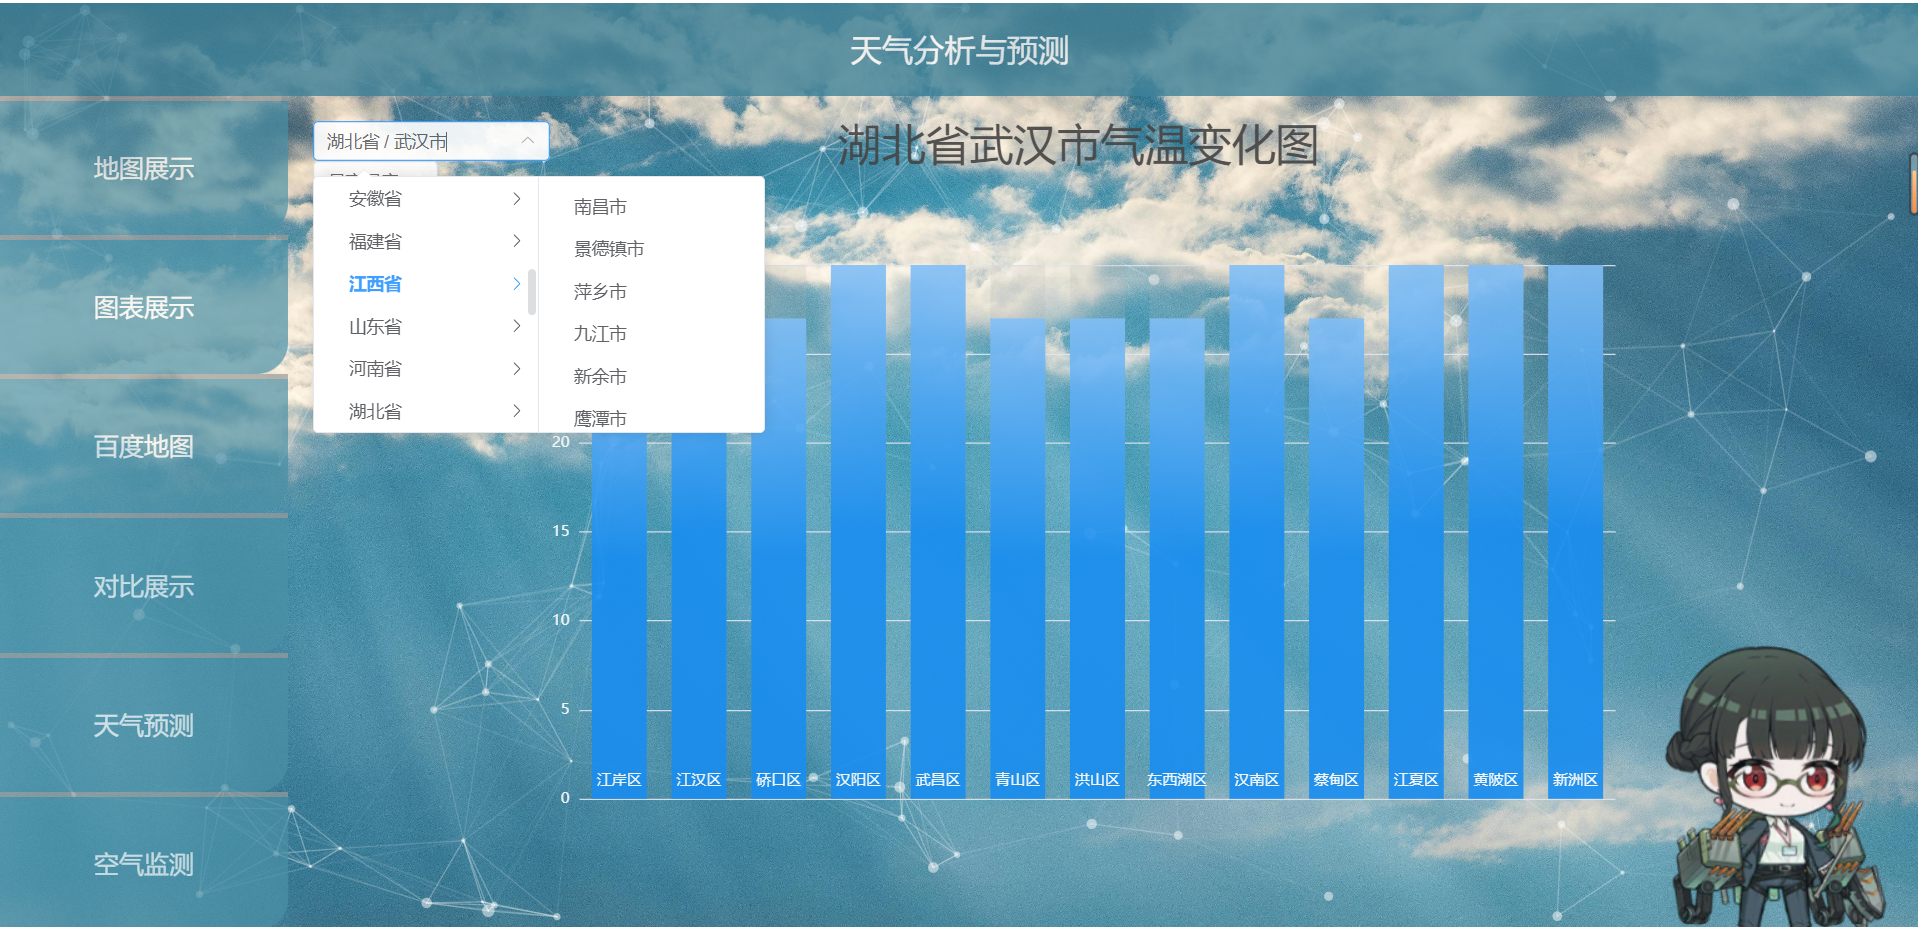 天气分析与预测
地图展示
图表展示
百度地图
对比展示
天气预测
空气监测
湖北省 / 武汉市
湖北省武汉市气温变化图
安徽省
福建省
江西省
山东省
河南省
湖北省
南昌市
景德镇市
萍乡市
九江市
新余市
鹰潭市
20
15
10
5
0
江岸区 江汉区 硚口区 汉阳区 武昌区 青山区 洪山区 东西湖区 汉南区 蔡甸区 江夏区 黄陂区 新洲区